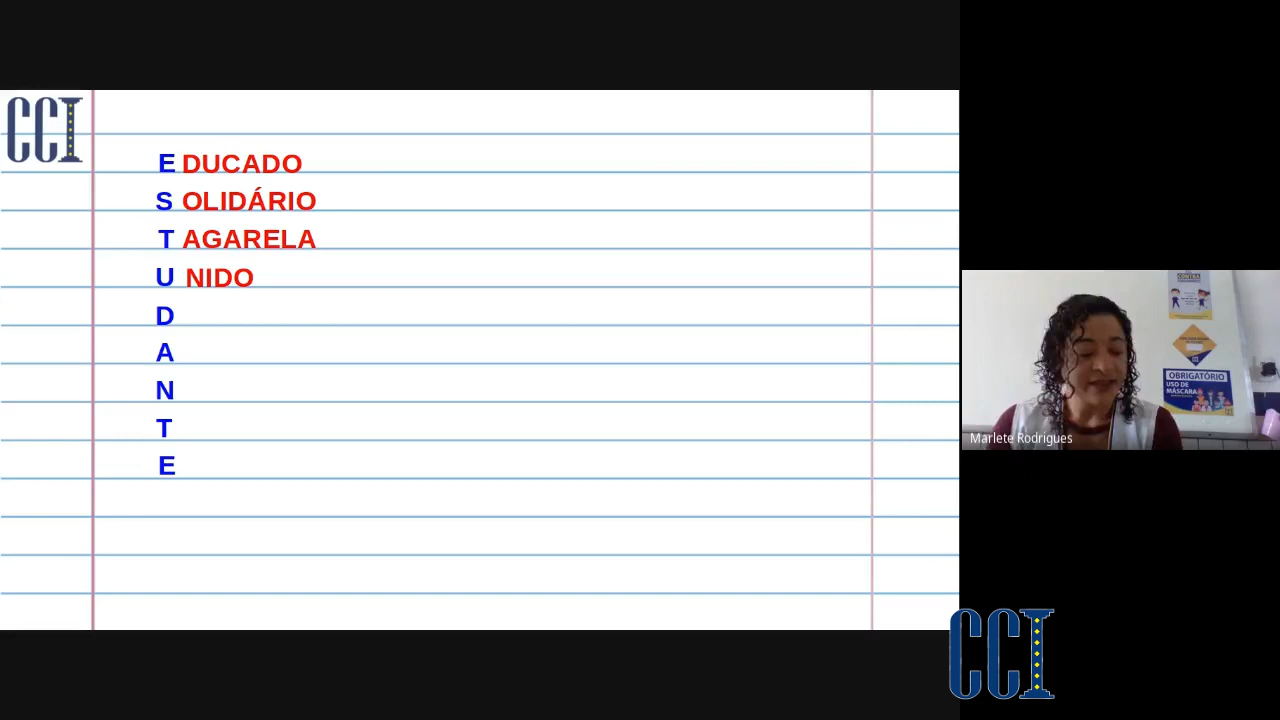 CCI
E DUCADO
S OLIDÁRIO
T AGARELA
U NIDO
D
A
N
T
E
CONTRA
OBRIGATÓRIO
USO DE
MÁSCARA
Marlete Rodrigues
CCI